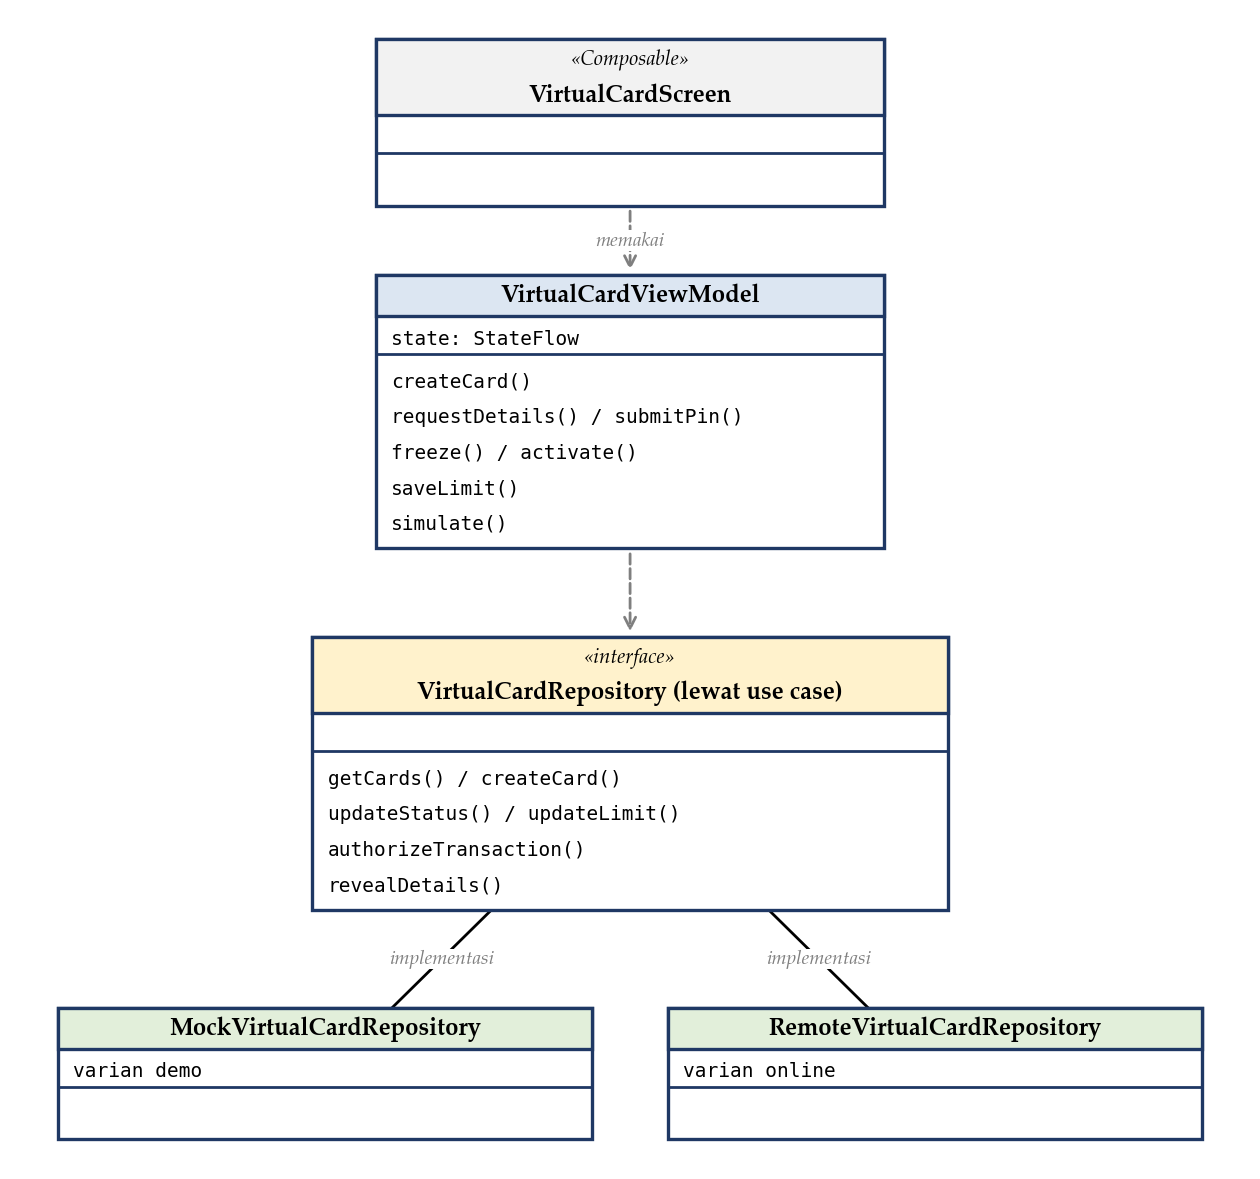 «Composable»
VirtualCardScreen
memakai
VirtualCardViewModel
state: StateFlow
createCard()
requestDetails() / submitPin()
freeze() / activate()
saveLimit()
simulate()
«interface»
VirtualCardRepository (lewat use case)
getCards() / createCard()
updateStatus() / updateLimit()
authorizeTransaction()
revealDetails()
implementasi
implementasi
MockVirtualCardRepository
varian demo
RemoteVirtualCardRepository
varian online